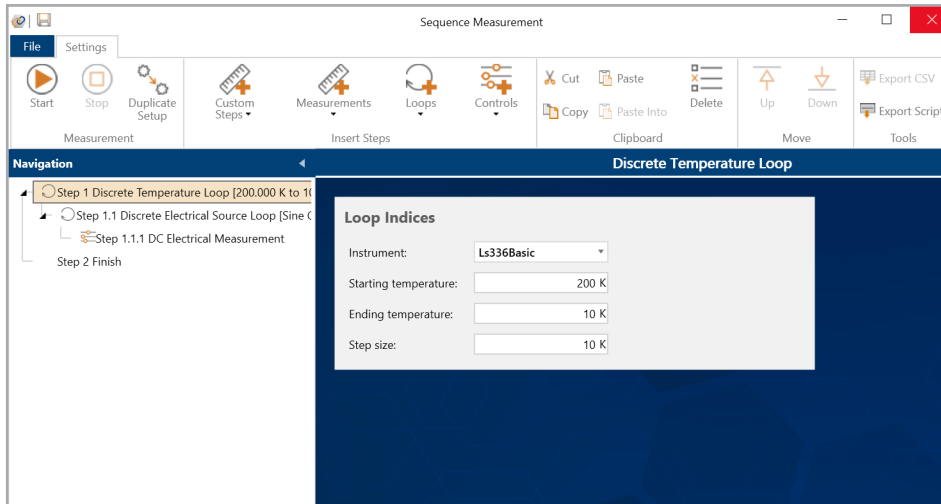 Sequence Measurement
File Settings
Start Stop Duplicate Setup Custom Steps Measurements Loops Controls Cut Paste Copy Paste Into Delete Up Down Export CSV Export Script
Measurement Insert Steps Clipboard Move Tools
Navigation Discrete Temperature Loop
Step 1 Discrete Temperature Loop [200.000 K to 10
Step 1.1 Discrete Electrical Source Loop [Sine
Step 1.1.1 DC Electrical Measurement
Step 2 Finish
Loop Indices
Instrument: Ls336Basic
Starting temperature: 200 K
Ending temperature: 10 K
Step size: 10 K